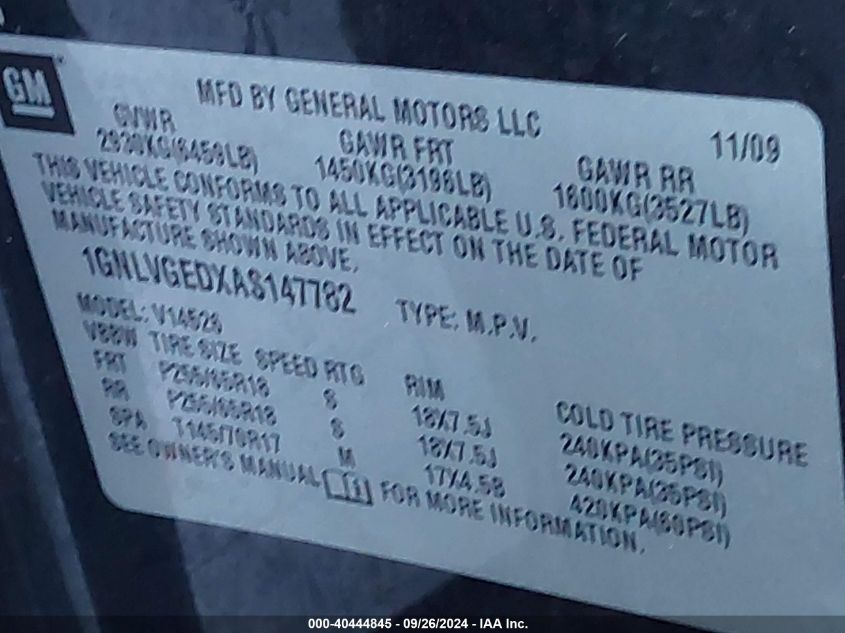 GM
MFD BY GENERAL MOTORS LLC 11/09
GVWR GAWR FRT GAWR RR
2930KG(6459LB) 1450KG(3196LB) 1600KG(3527LB)
THIS VEHICLE CONFORMS TO ALL APPLICABLE U.S. FEDERAL MOTOR
VEHICLE SAFETY STANDARDS IN EFFECT ON THE DATE OF
MANUFACTURE SHOWN ABOVE.
1GNLVGEDXAS147782 TYPE: M.P.V.
MODEL: V14526
VBBW TIRE SIZE SPEED RTG RIM COLD TIRE PRESSURE
FRT P255/65R18 S 18X7.5J 240KPA(35PSI)
RR P255/65R18 S 18X7.5J 240KPA(35PSI)
SPA T145/70R17 M 17X4.5B 420KPA(60PSI)
SEE OWNER'S MANUAL FOR MORE INFORMATION.
000-40444845 - 09/26/2024 - IAA Inc.